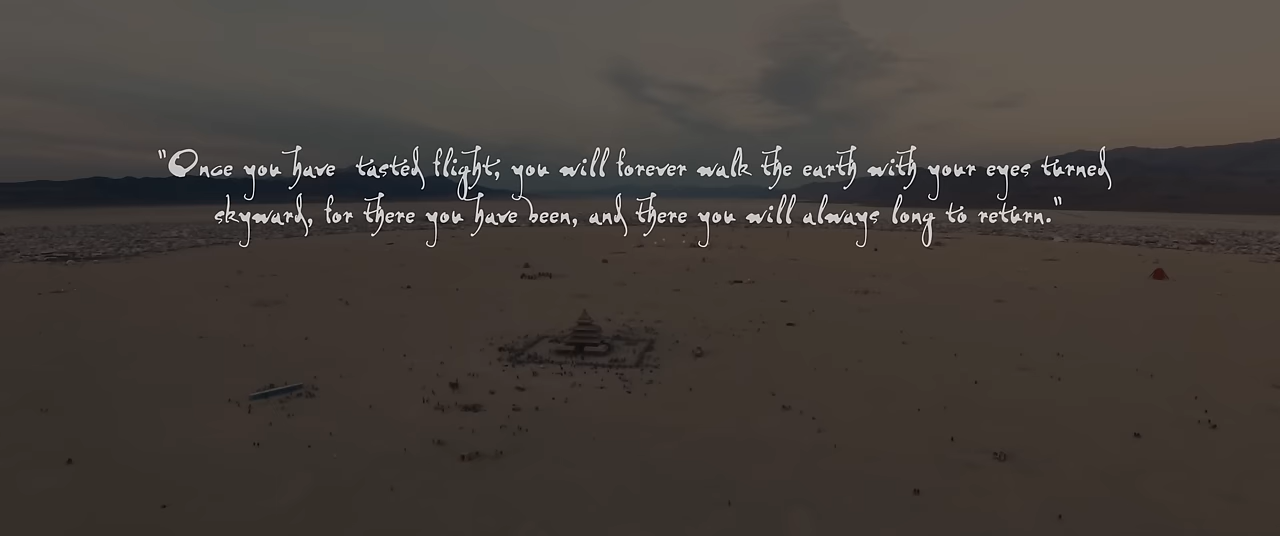 "Once you have tasted flight, you will forever walk the earth with your eyes turned
skyward, for there you have been, and there you will always long to return."